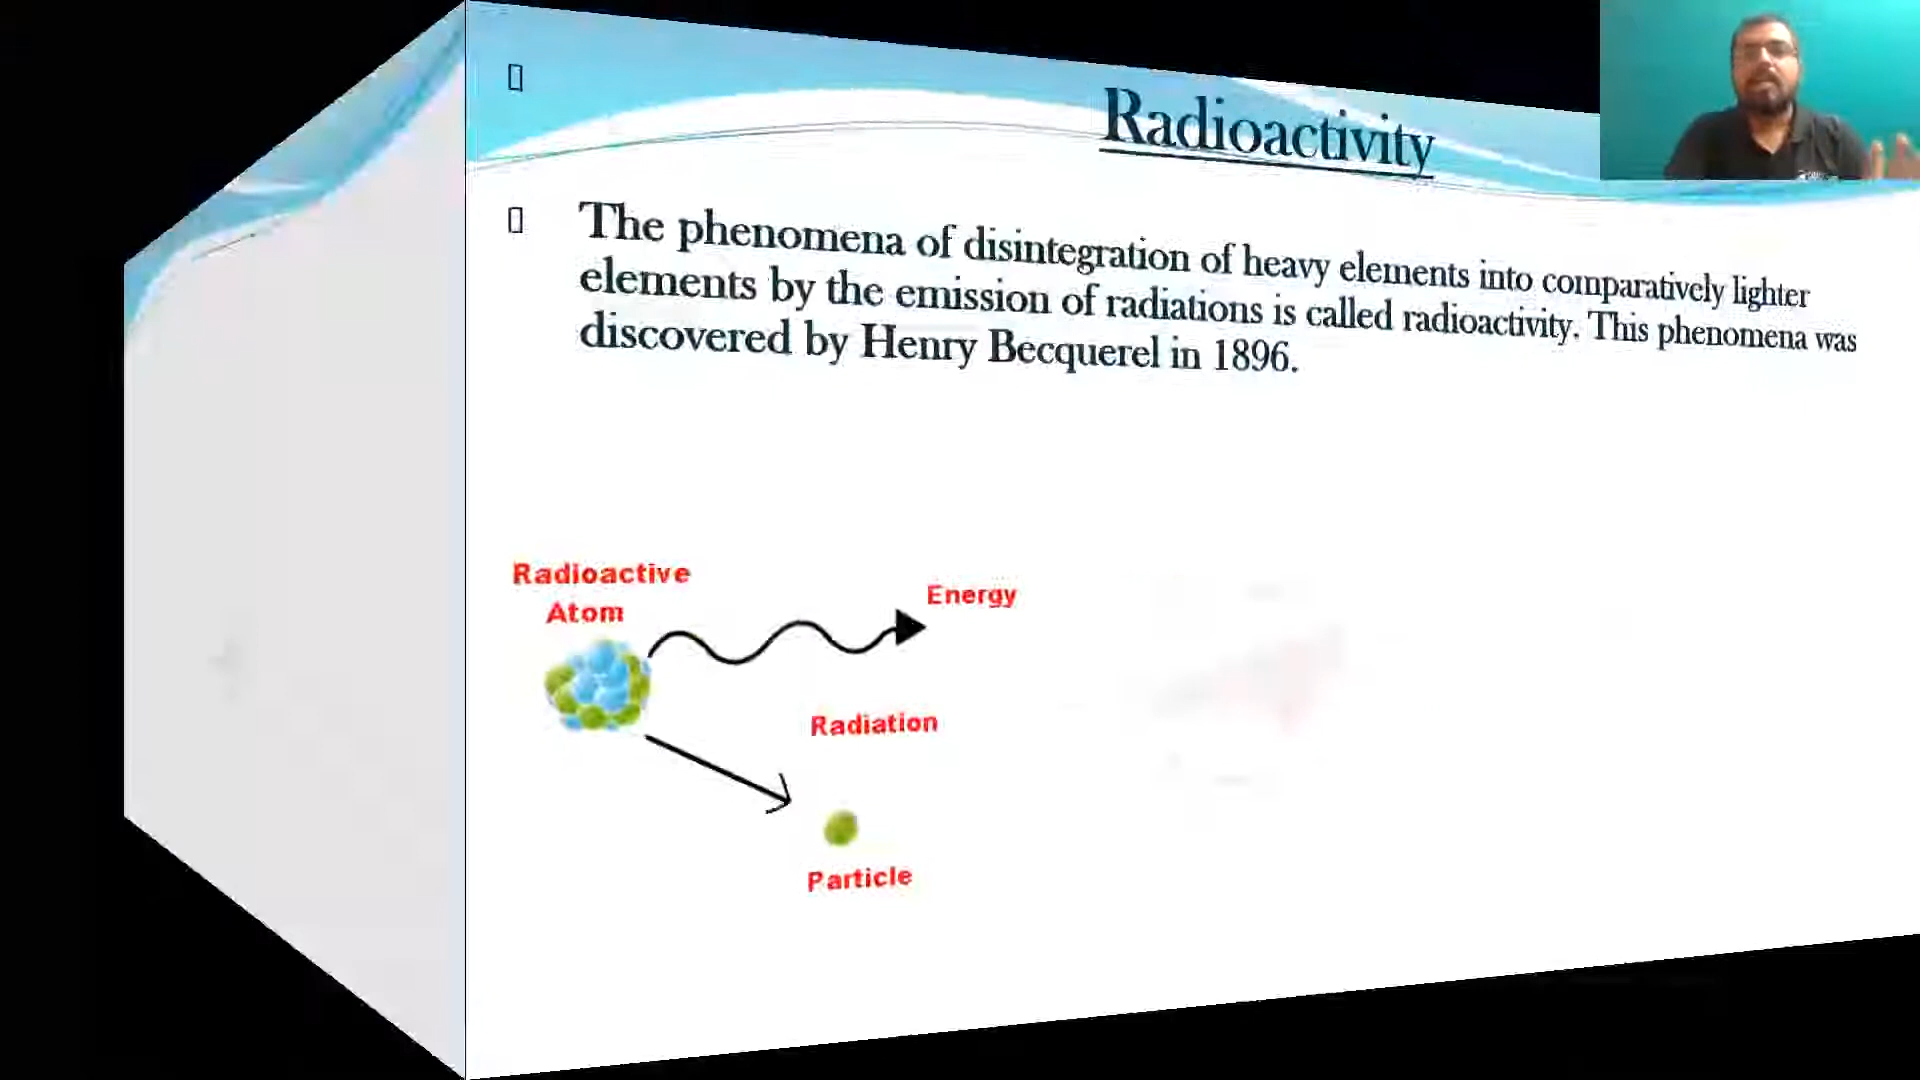 Radioactivity
The phenomena of disintegration of heavy elements into comparatively lighter
elements by the emission of radiations is called radioactivity. This phenomena was
discovered by Henry Becquerel in 1896.
Radioactive
Atom
Energy
Radiation
Particle